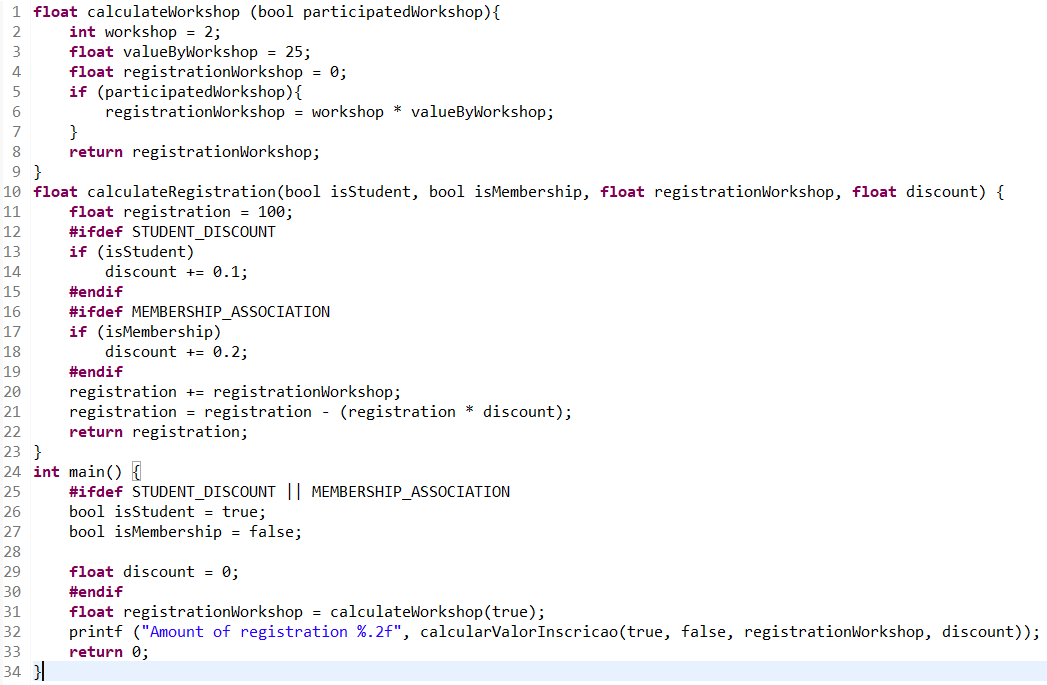 1 float calculateWorkshop (bool participatedWorkshop){
2     int workshop = 2;
3     float valueByWorkshop = 25;
4     float registrationWorkshop = 0;
5     if (participatedWorkshop){
6         registrationWorkshop = workshop * valueByWorkshop;
7     }
8     return registrationWorkshop;
9 }
10 float calculateRegistration(bool isStudent, bool isMembership, float registrationWorkshop, float discount) {
11     float registration = 100;
12     #ifdef STUDENT_DISCOUNT
13     if (isStudent)
14         discount += 0.1;
15     #endif
16     #ifdef MEMBERSHIP_ASSOCIATION
17     if (isMembership)
18         discount += 0.2;
19     #endif
20     registration += registrationWorkshop;
21     registration = registration - (registration * discount);
22     return registration;
23 }
24 int main() {
25     #ifdef STUDENT_DISCOUNT || MEMBERSHIP_ASSOCIATION
26     bool isStudent = true;
27     bool isMembership = false;
28
29     float discount = 0;
30     #endif
31     float registrationWorkshop = calculateWorkshop(true);
32     printf ("Amount of registration %.2f", calcularValorInscricao(true, false, registrationWorkshop, discount));
33     return 0;
34 }